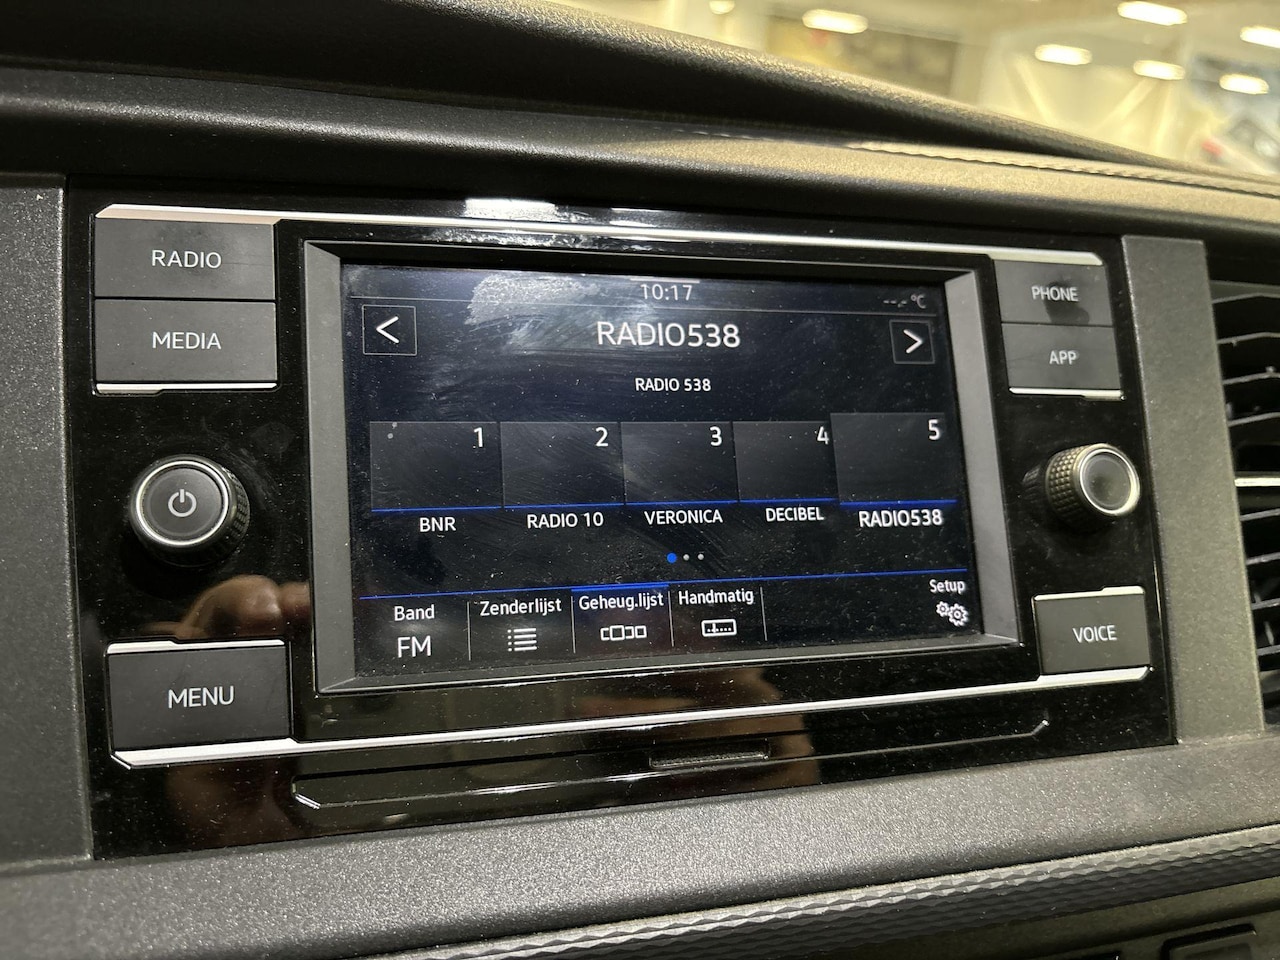 RADIO
MEDIA
MENU
10:17
--,- °C
<
RADIO538
>
RADIO 538
1
2
3
4
5
BNR
RADIO 10
VERONICA
DECIBEL
RADIO538
Band
FM
Zenderlijst
Geheug.lijst
Handmatig
Setup
PHONE
APP
VOICE